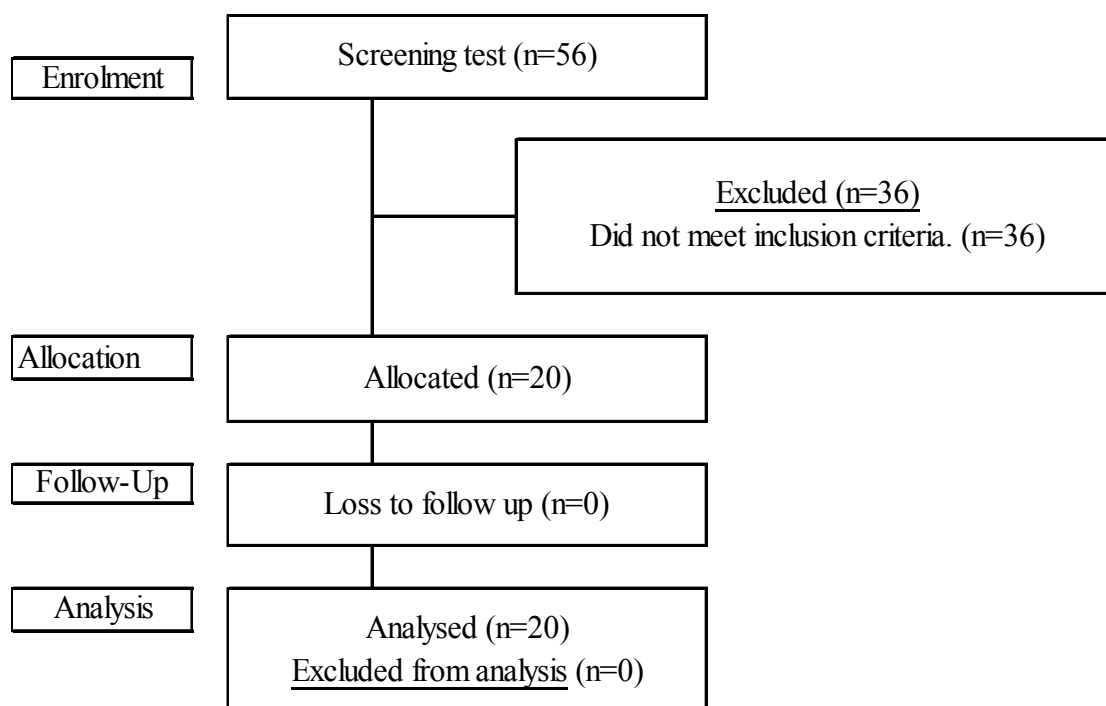 Screening test (n=56)
Enrolment
Excluded (n=36)
Did not meet inclusion criteria. (n=36)
Allocation
Allocated (n=20)
Follow-Up
Loss to follow up (n=0)
Analysis
Analysed (n=20)
Excluded from analysis (n=0)